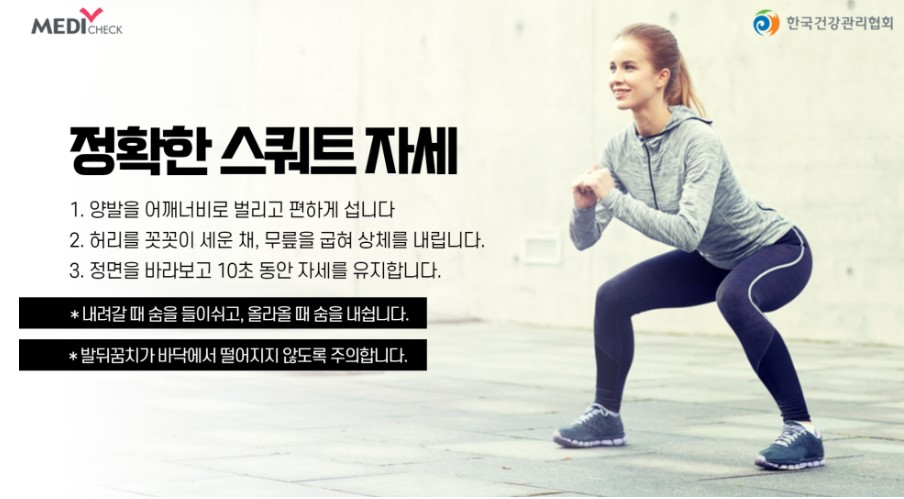 MEDICHECK
한국건강관리협회
정확한 스쿼트 자세
1. 양발을 어깨너비로 벌리고 편하게 섭니다
2. 허리를 꼿꼿이 세운 채, 무릎을 굽혀 상체를 내립니다.
3. 정면을 바라보고 10초 동안 자세를 유지합니다.
* 내려갈 때 숨을 들이쉬고, 올라올 때 숨을 내쉽니다.
* 발뒤꿈치가 바닥에서 떨어지지 않도록 주의합니다.